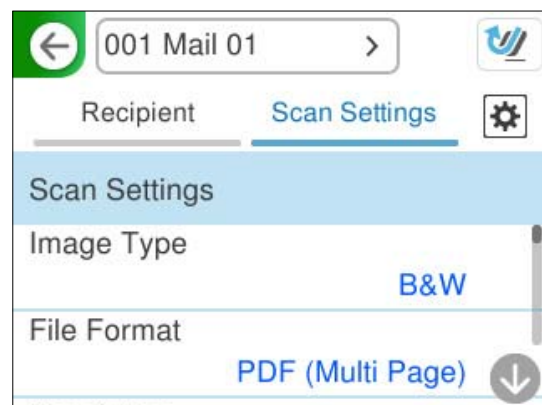 001 Mail 01
Recipient Scan Settings
Scan Settings
Image Type
B&W
File Format
PDF (Multi Page)